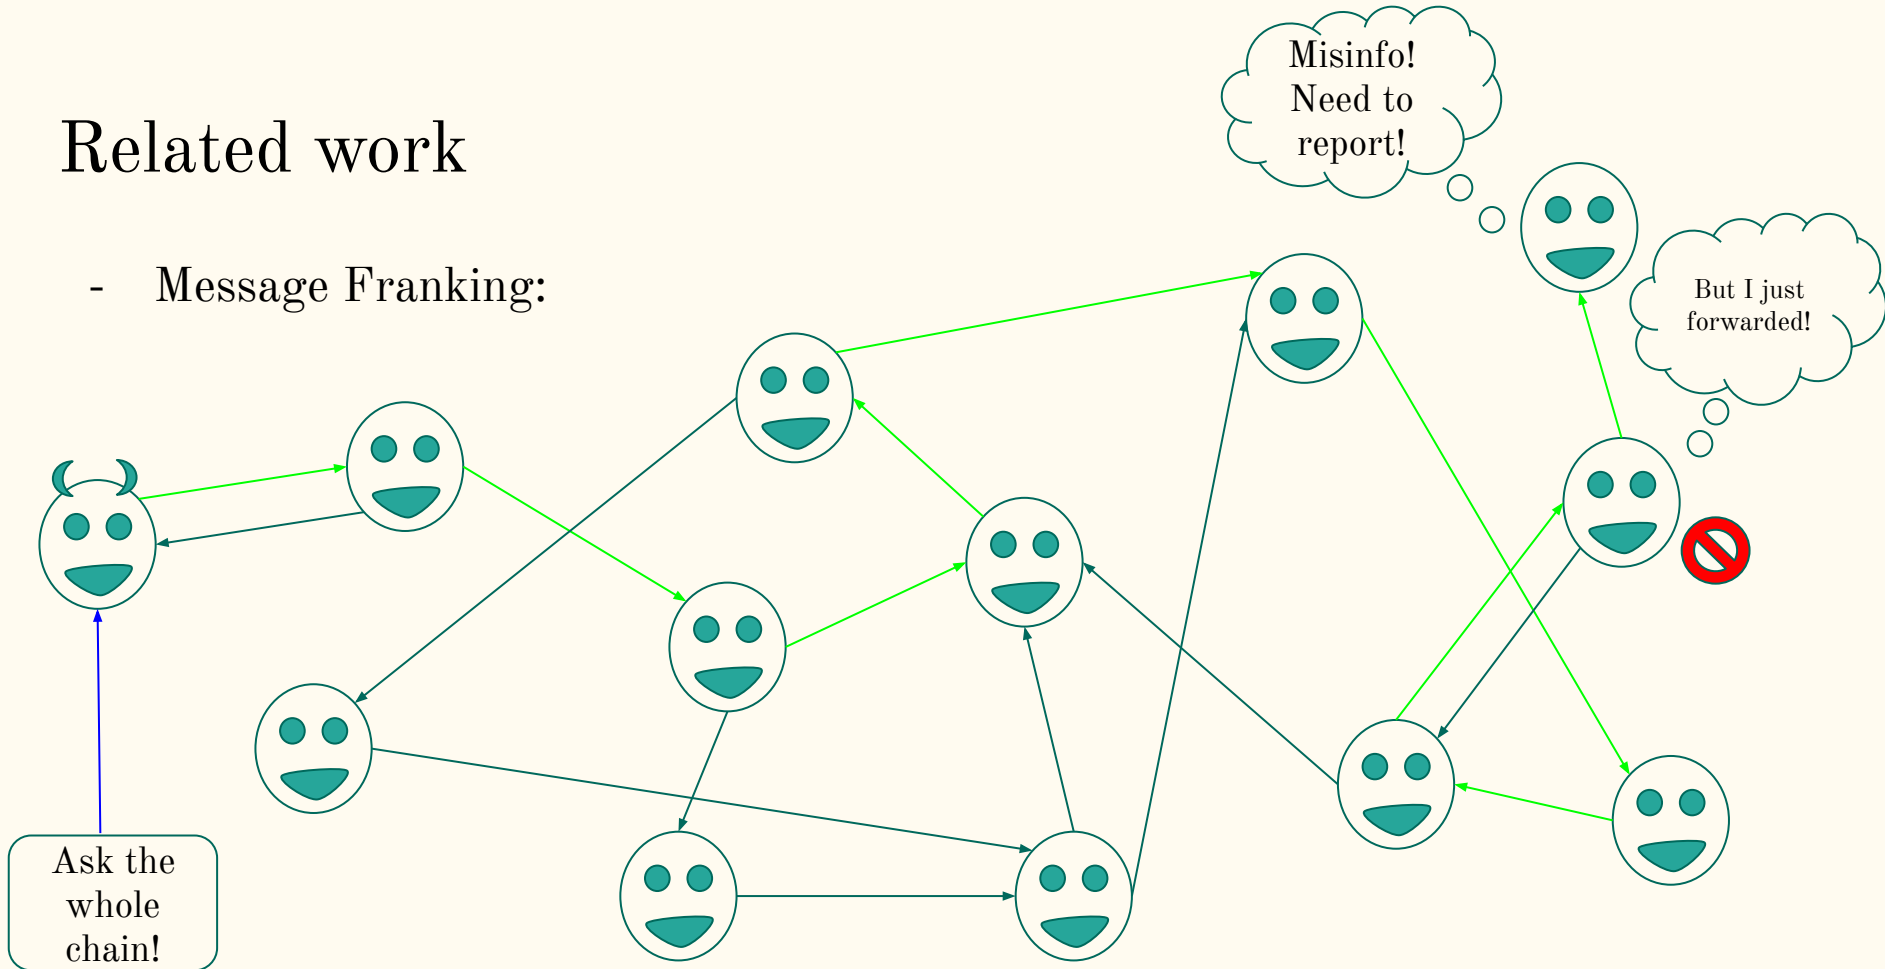 Related work
- Message Franking:
Misinfo!
Need to
report!
But I just
forwarded!
Ask the
whole
chain!